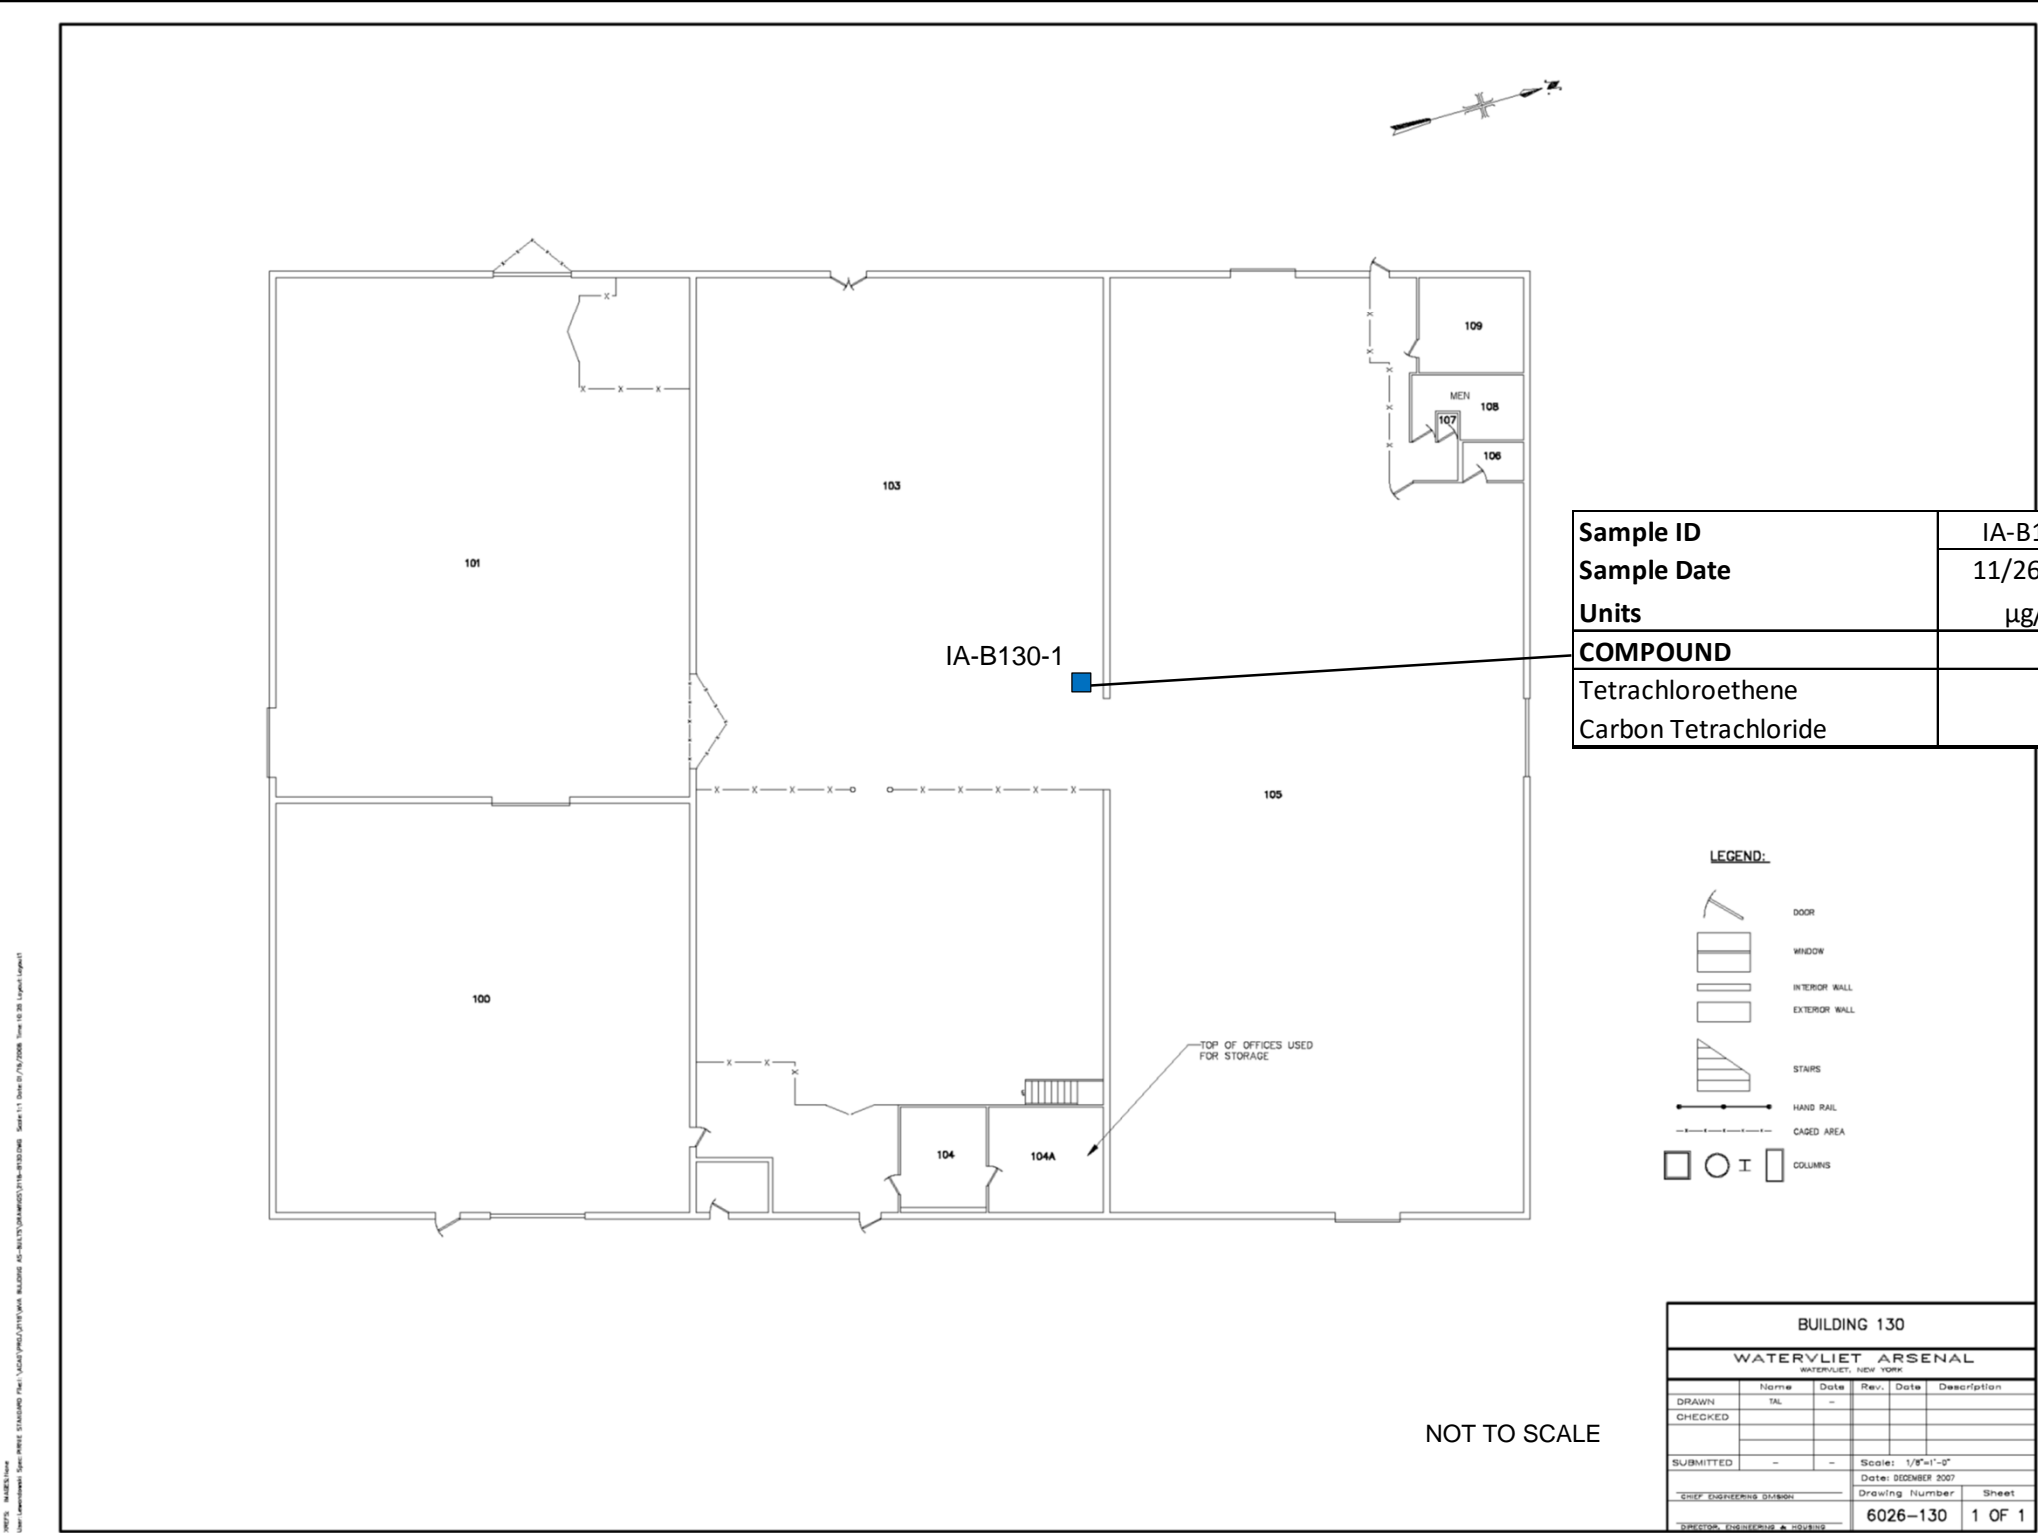 N
109
MEN
108
107
106
103
101
Sample ID IA-B1
Sample Date 11/26
Units µg/
COMPOUND
Tetrachloroethene
Carbon Tetrachloride
IA-B130-1
105
LEGEND:
DOOR
WINDOW
INTERIOR WALL
EXTERIOR WALL
STAIRS
HAND RAIL
CAGED AREA
COLUMNS
100
TOP OF OFFICES USED
FOR STORAGE
104
104A
NOT TO SCALE
BUILDING 130
WATERVLIET ARSENAL
WATERVLIET, NEW YORK
Name Date Rev. Date Description
DRAWN TAL -
CHECKED
SUBMITTED - - Scale: 1/8"=1'-0"
Date: DECEMBER 2007
CHIEF ENGINEERING DIVISION
Drawing Number Sheet
6026-130 1 OF 1
DIRECTOR, ENGINEERING & HOUSING
XREFS: IMAGES:None